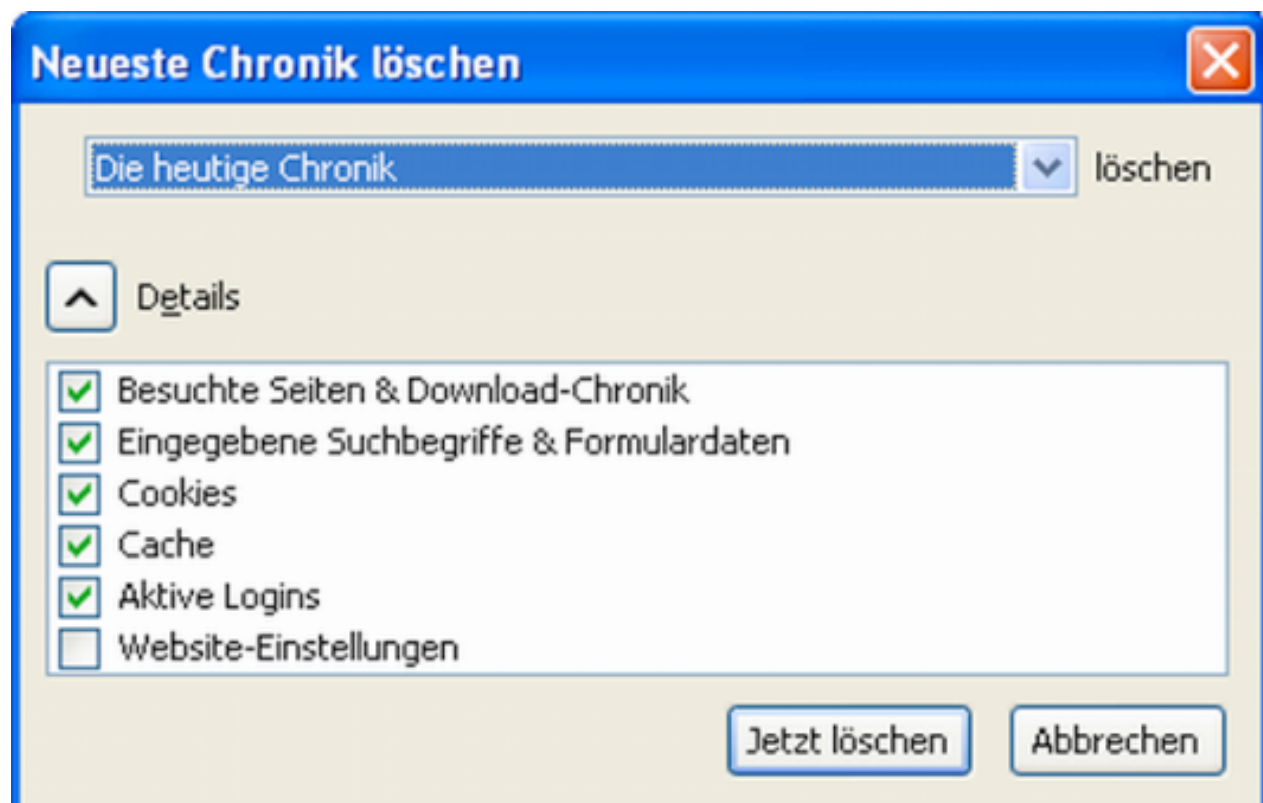 Neueste Chronik löschen
Die heutige Chronik löschen
Details
Besuchte Seiten & Download-Chronik
Eingegebene Suchbegriffe & Formulardaten
Cookies
Cache
Aktive Logins
Website-Einstellungen
Jetzt löschen Abbrechen